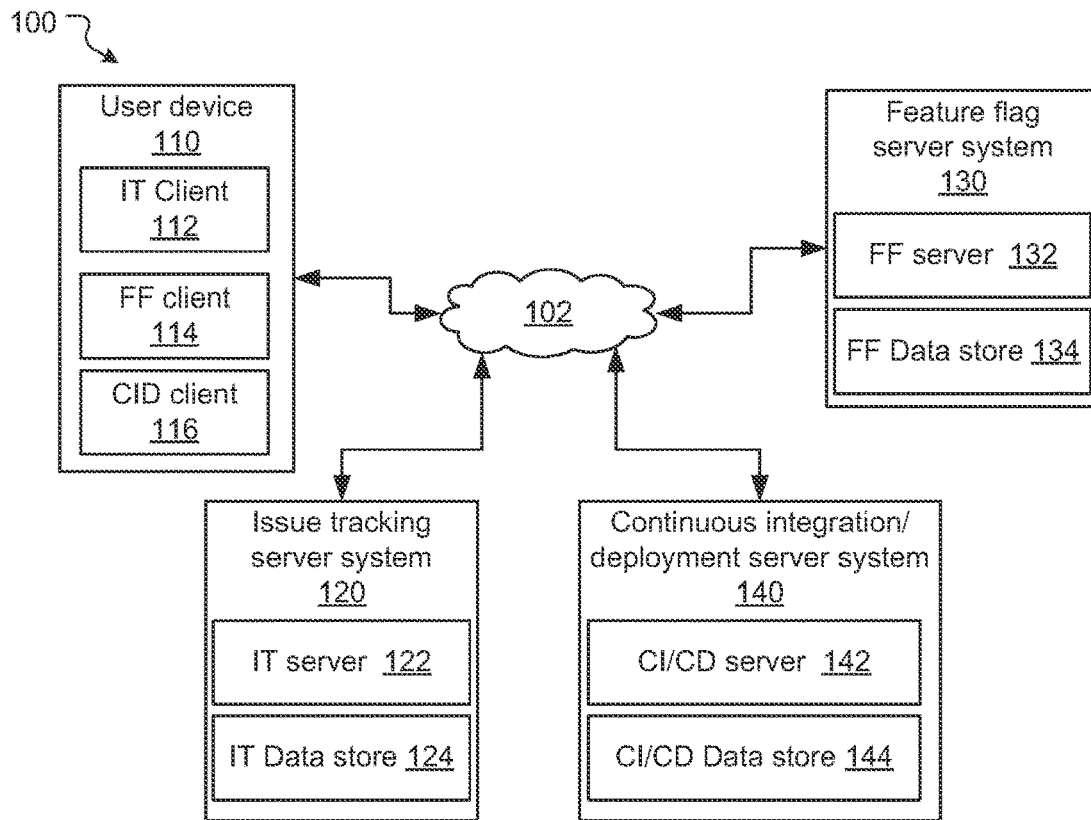 100
User device
110
IT Client
112
FF client
114
CID client
116
102
Feature flag
server system
130
FF server 132
FF Data store 134
Issue tracking
server system
120
IT server 122
IT Data store 124
Continuous integration/
deployment server system
140
CI/CD server 142
CI/CD Data store 144